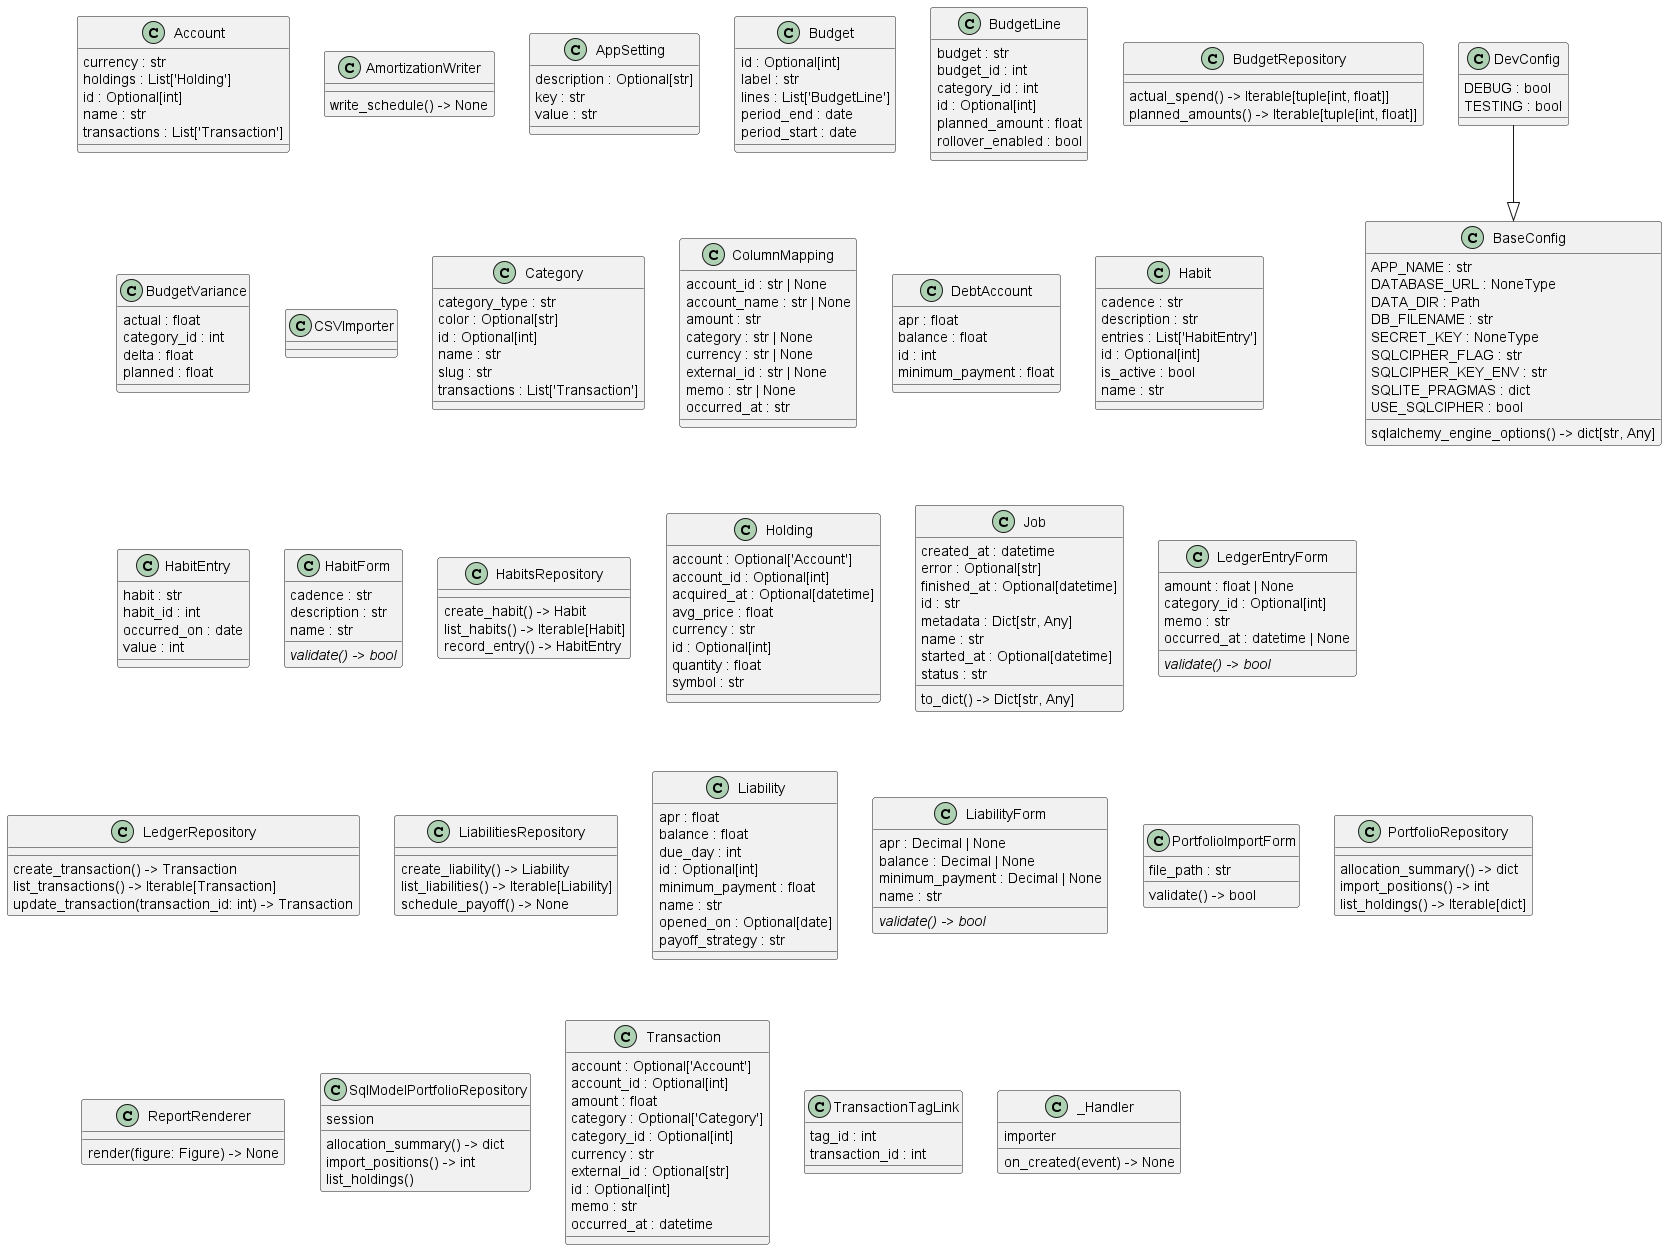 C Account
currency : str
holdings : List['Holding']
id : Optional[int]
name : str
transactions : List['Transaction']
C AmortizationWriter
write_schedule() -> None
C AppSetting
description : Optional[str]
key : str
value : str
C Budget
id : Optional[int]
label : str
lines : List['BudgetLine']
period_end : date
period_start : date
C BudgetLine
budget : str
budget_id : int
category_id : int
id : Optional[int]
planned_amount : float
rollover_enabled : bool
C BudgetRepository
actual_spend() -> Iterable[tuple[int, float]]
planned_amounts() -> Iterable[tuple[int, float]]
C DevConfig
DEBUG : bool
TESTING : bool
C BudgetVariance
actual : float
category_id : int
delta : float
planned : float
C CSVImporter
C Category
category_type : str
color : Optional[str]
id : Optional[int]
name : str
slug : str
transactions : List['Transaction']
C ColumnMapping
account_id : str | None
account_name : str | None
amount : str
category : str | None
currency : str | None
external_id : str | None
memo : str | None
occurred_at : str
C DebtAccount
apr : float
balance : float
id : int
minimum_payment : float
C Habit
cadence : str
description : str
entries : List['HabitEntry']
id : Optional[int]
is_active : bool
name : str
C BaseConfig
APP_NAME : str
DATABASE_URL : NoneType
DATA_DIR : Path
DB_FILENAME : str
SECRET_KEY : NoneType
SQLCIPHER_FLAG : str
SQLCIPHER_KEY_ENV : str
SQLITE_PRAGMAS : dict
USE_SQLCIPHER : bool
sqlalchemy_engine_options() -> dict[str, Any]
C HabitEntry
habit : str
habit_id : int
occurred_on : date
value : int
C HabitForm
cadence : str
description : str
name : str
validate() -> bool
C HabitsRepository
create_habit() -> Habit
list_habits() -> Iterable[Habit]
record_entry() -> HabitEntry
C Holding
account : Optional['Account']
account_id : Optional[int]
acquired_at : Optional[datetime]
avg_price : float
currency : str
id : Optional[int]
quantity : float
symbol : str
C Job
created_at : datetime
error : Optional[str]
finished_at : Optional[datetime]
id : str
metadata : Dict[str, Any]
name : str
started_at : Optional[datetime]
status : str
to_dict() -> Dict[str, Any]
C LedgerEntryForm
amount : float | None
category_id : Optional[int]
memo : str
occurred_at : datetime | None
validate() -> bool
C LedgerRepository
create_transaction() -> Transaction
list_transactions() -> Iterable[Transaction]
update_transaction(transaction_id: int) -> Transaction
C LiabilitiesRepository
create_liability() -> Liability
list_liabilities() -> Iterable[Liability]
schedule_payoff() -> None
C Liability
apr : float
balance : float
due_day : int
id : Optional[int]
minimum_payment : float
name : str
opened_on : Optional[date]
payoff_strategy : str
C LiabilityForm
apr : Decimal | None
balance : Decimal | None
minimum_payment : Decimal | None
name : str
validate() -> bool
C PortfolioImportForm
file_path : str
validate() -> bool
C PortfolioRepository
allocation_summary() -> dict
import_positions() -> int
list_holdings() -> Iterable[dict]
C ReportRenderer
render(figure: Figure) -> None
C SqlModelPortfolioRepository
session
allocation_summary() -> dict
import_positions() -> int
list_holdings()
C Transaction
account : Optional['Account']
account_id : Optional[int]
amount : float
category : Optional['Category']
category_id : Optional[int]
currency : str
external_id : Optional[str]
id : Optional[int]
memo : str
occurred_at : datetime
C TransactionTagLink
tag_id : int
transaction_id : int
C _Handler
importer
on_created(event) -> None